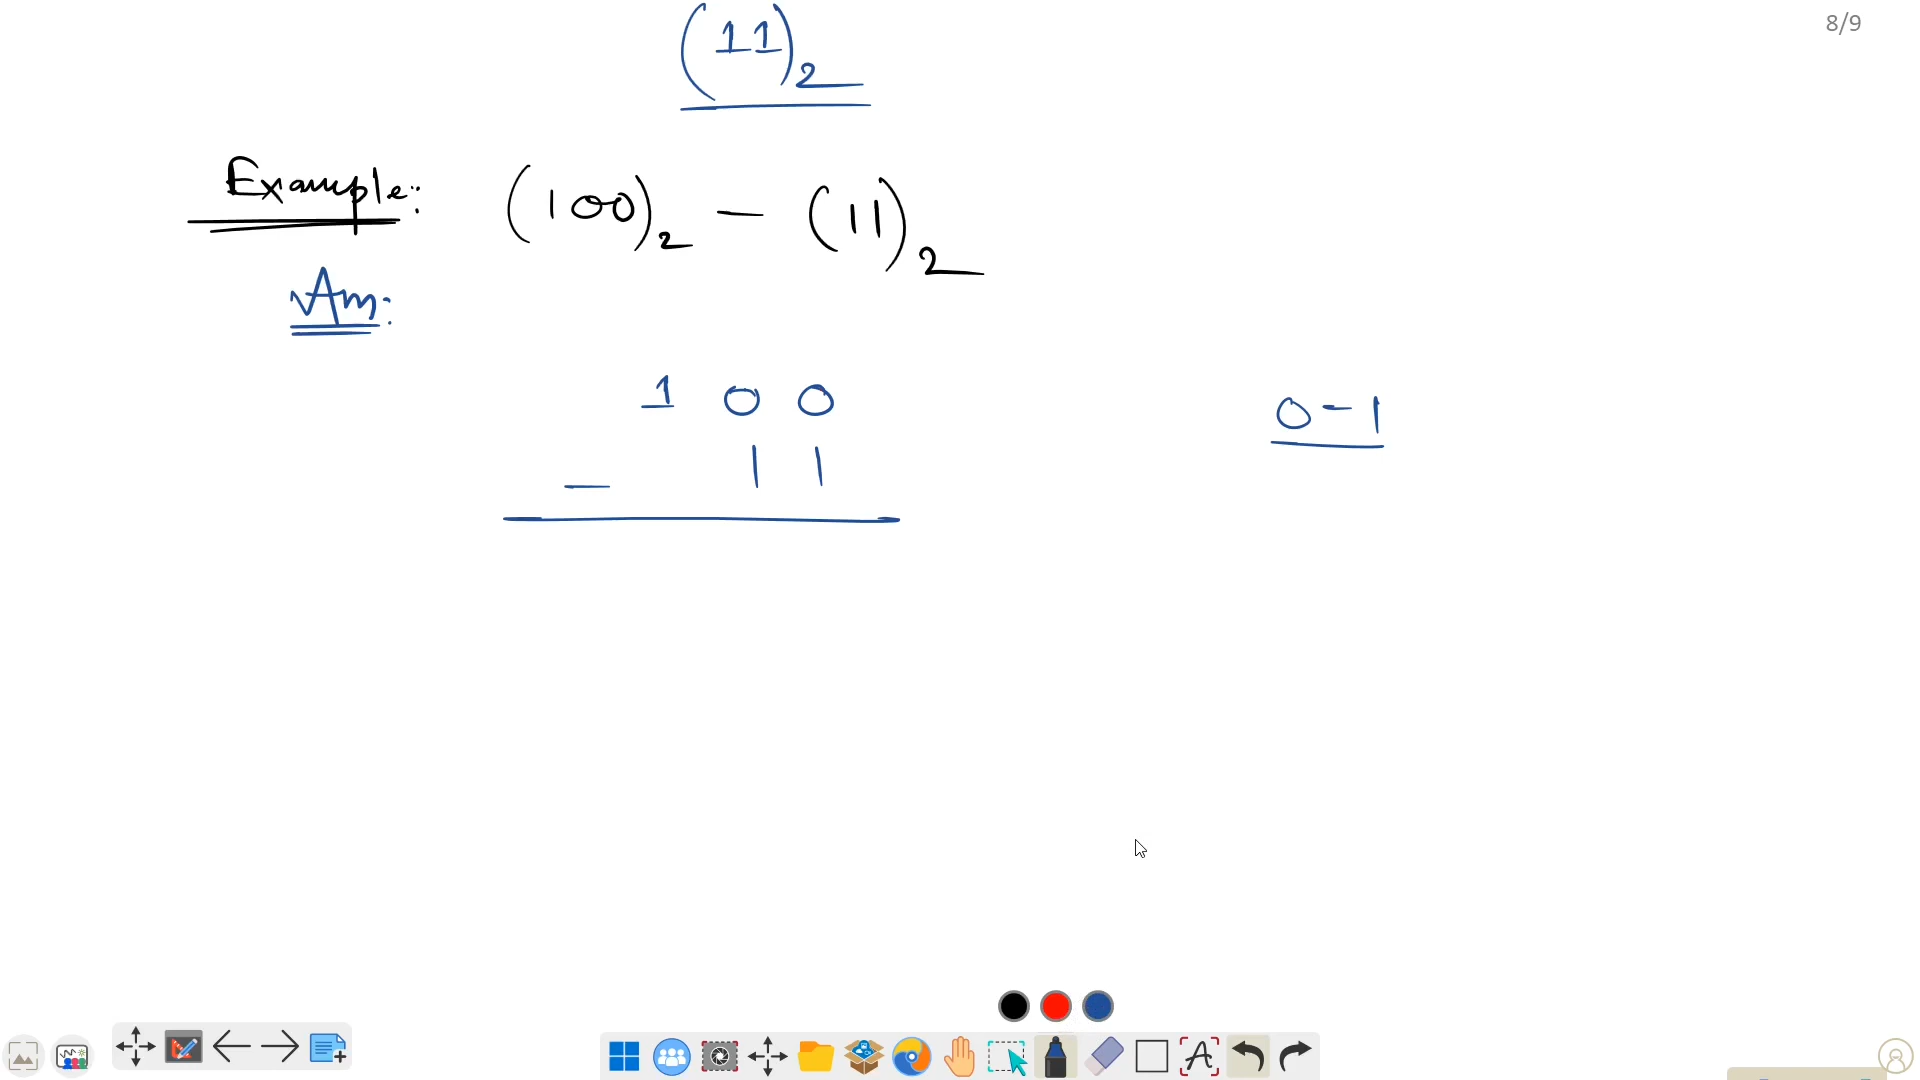 8/9
(11)₂
Example: (100)₂ - (11)₂
Ans:
1 0 0
0 - 1
- 1 1